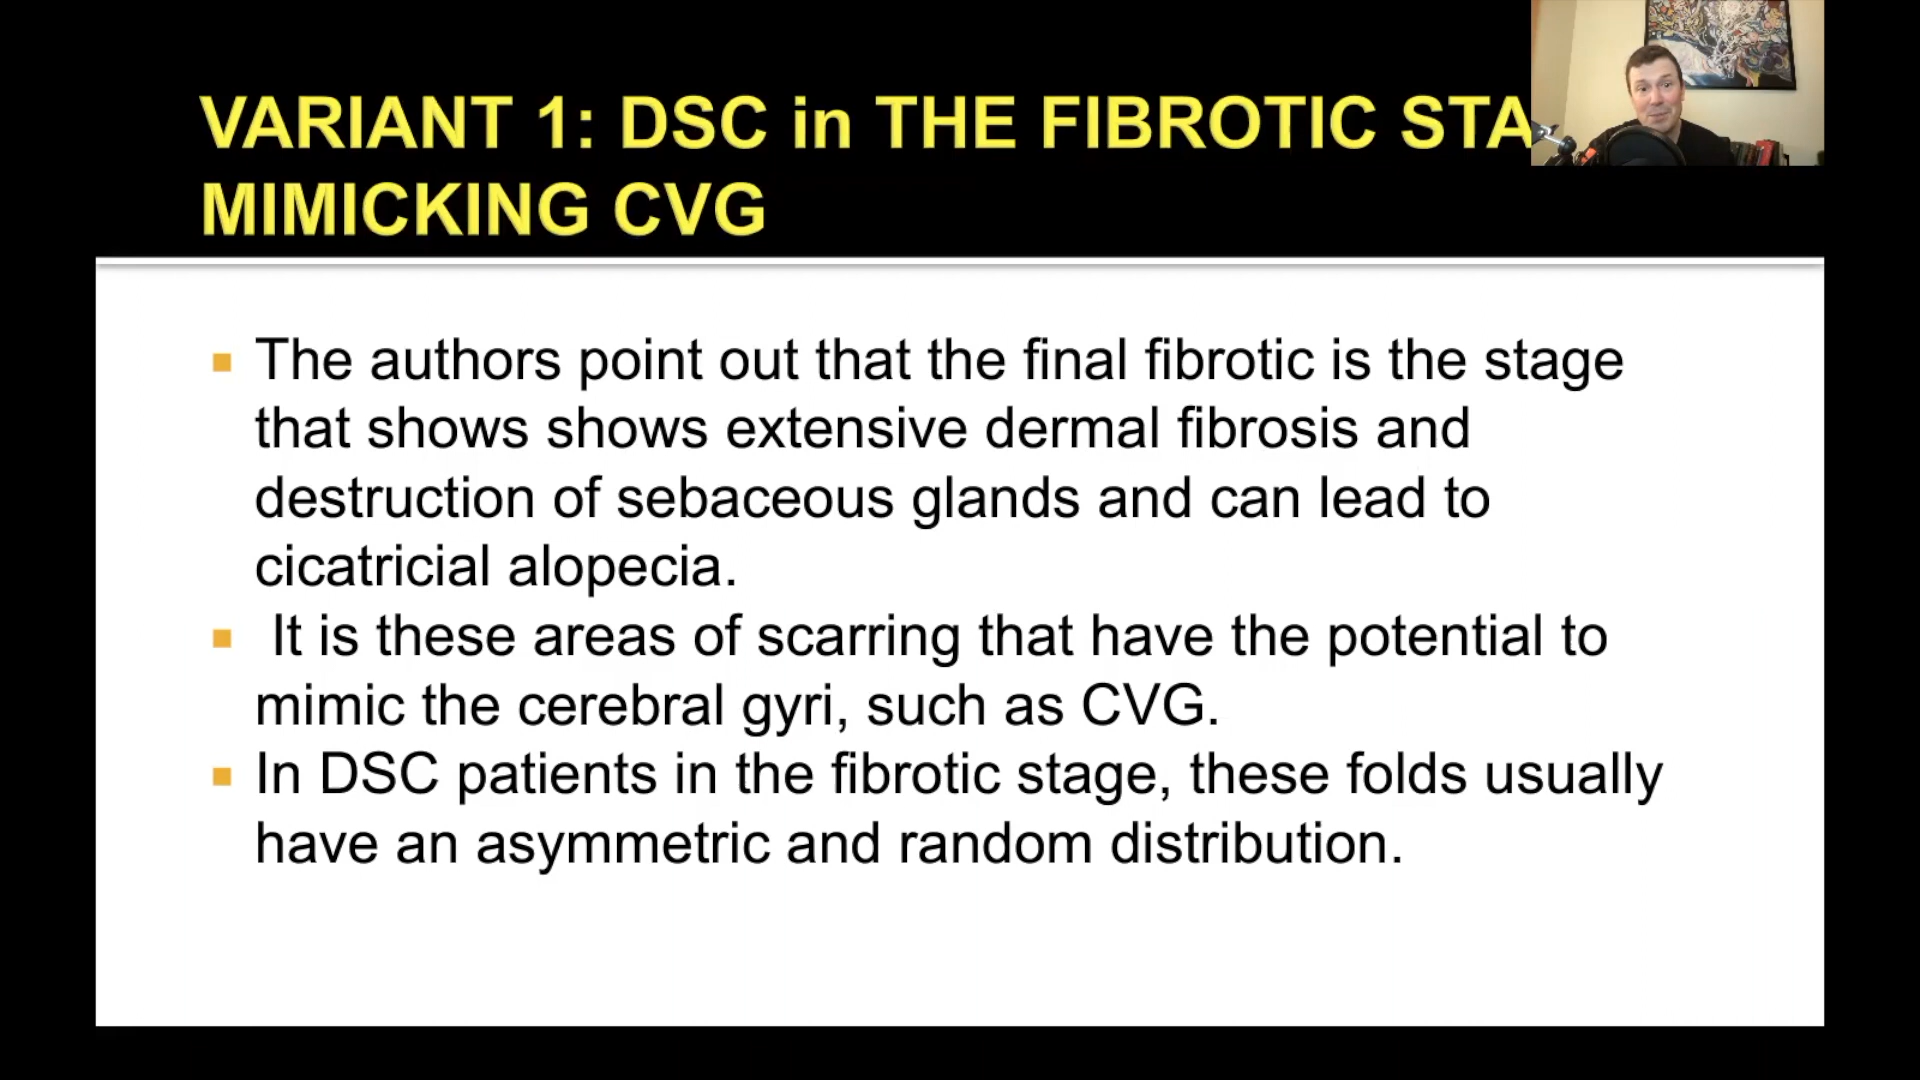 VARIANT 1: DSC in THE FIBROTIC STA
MIMICKING CVG
The authors point out that the final fibrotic is the stage
that shows shows extensive dermal fibrosis and
destruction of sebaceous glands and can lead to
cicatricial alopecia.
It is these areas of scarring that have the potential to
mimic the cerebral gyri, such as CVG.
In DSC patients in the fibrotic stage, these folds usually
have an asymmetric and random distribution.